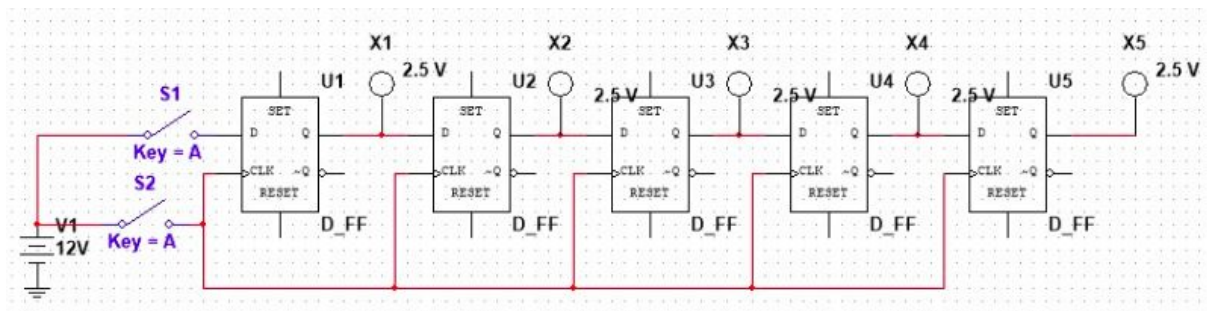 X1
X2
X3
X4
X5
2.5 V
2.5 V
2.5 V
2.5 V
2.5 V
S1
Key = A
S2
Key = A
V1
12V
U1
U2
U3
U4
U5
SET
D Q
CLK ~Q
RESET
D_FF
SET
D Q
CLK ~Q
RESET
D_FF
SET
D Q
CLK ~Q
RESET
D_FF
SET
D Q
CLK ~Q
RESET
D_FF
SET
D Q
CLK ~Q
RESET
D_FF